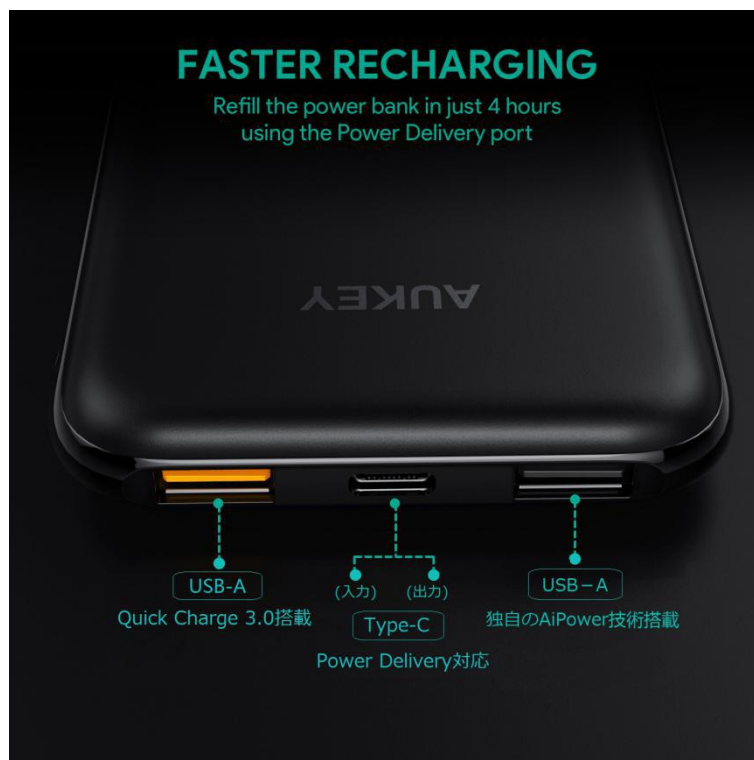 FASTER RECHARGING
Refill the power bank in just 4 hours
using the Power Delivery port
AUKEY
USB-A
Quick Charge 3.0搭載
(入力) (出力)
Type-C
Power Delivery対応
USB-A
独自のAiPower技術搭載